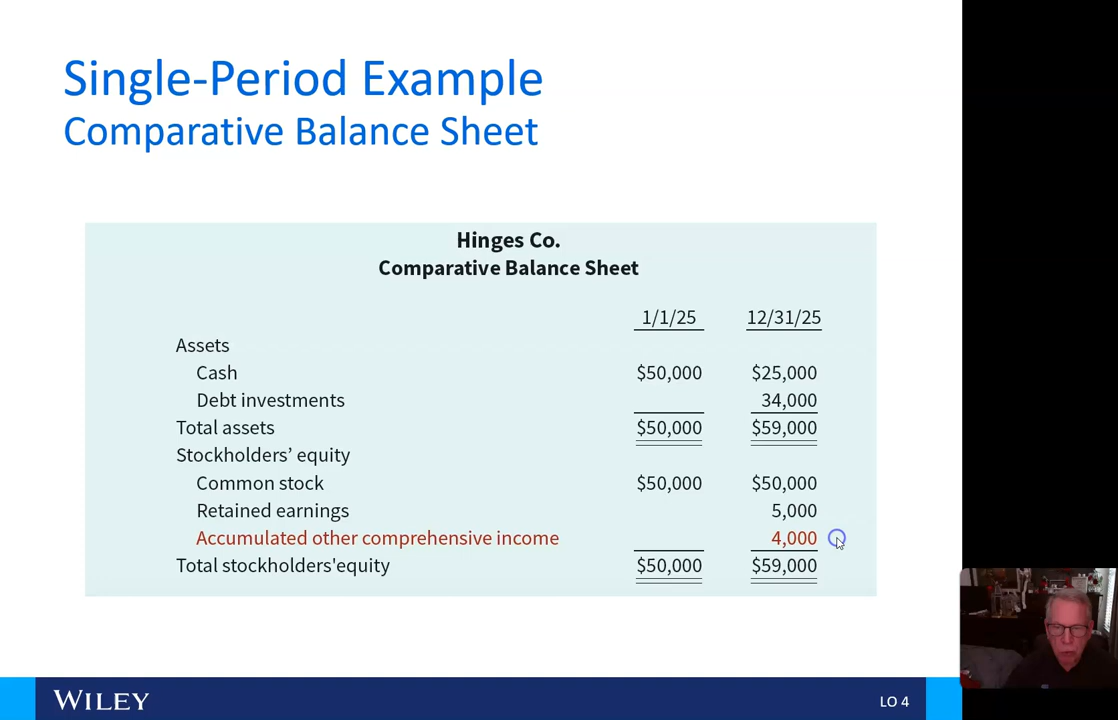 Single-Period Example
Comparative Balance Sheet
Hinges Co.
Comparative Balance Sheet
1/1/25 12/31/25
Assets
Cash $50,000 $25,000
Debt investments 34,000
Total assets $50,000 $59,000
Stockholders’ equity
Common stock $50,000 $50,000
Retained earnings 5,000
Accumulated other comprehensive income 4,000
Total stockholders'equity $50,000 $59,000
WILEY LO 4